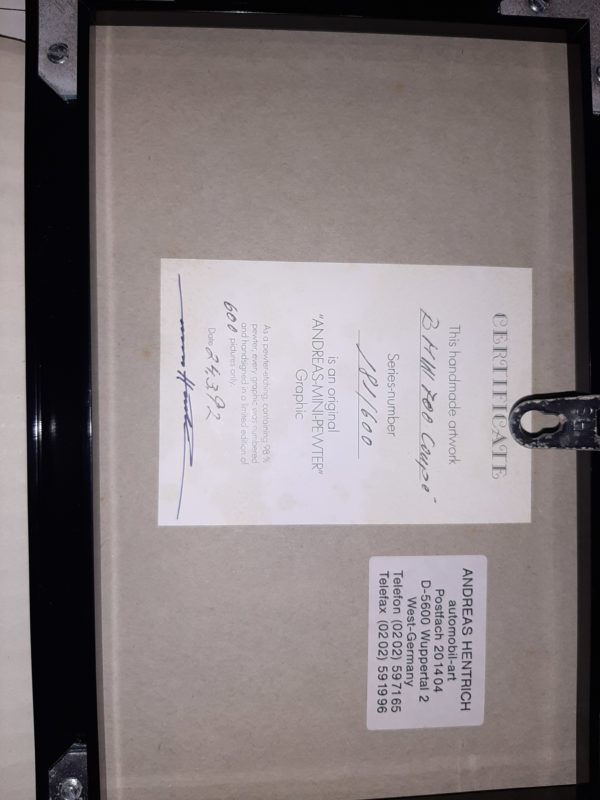 CERTIFICATE
This handmade artwork
BMW 700 Coupé
Series-number
181/600
is an original
"ANDREAS-MINI-PEWTER"
Graphic
As a pewter-etching, containing 98%
pewter, every graphic was numbered
and handsigned in a limited edition of
600 pictures only.
Date 24.3.92
ANDREAS HENTRICH
automobil-art
Postfach 201404
D-5600 Wuppertal 2
West-Germany
Telefon (0202) 597165
Telefax (0202) 591996